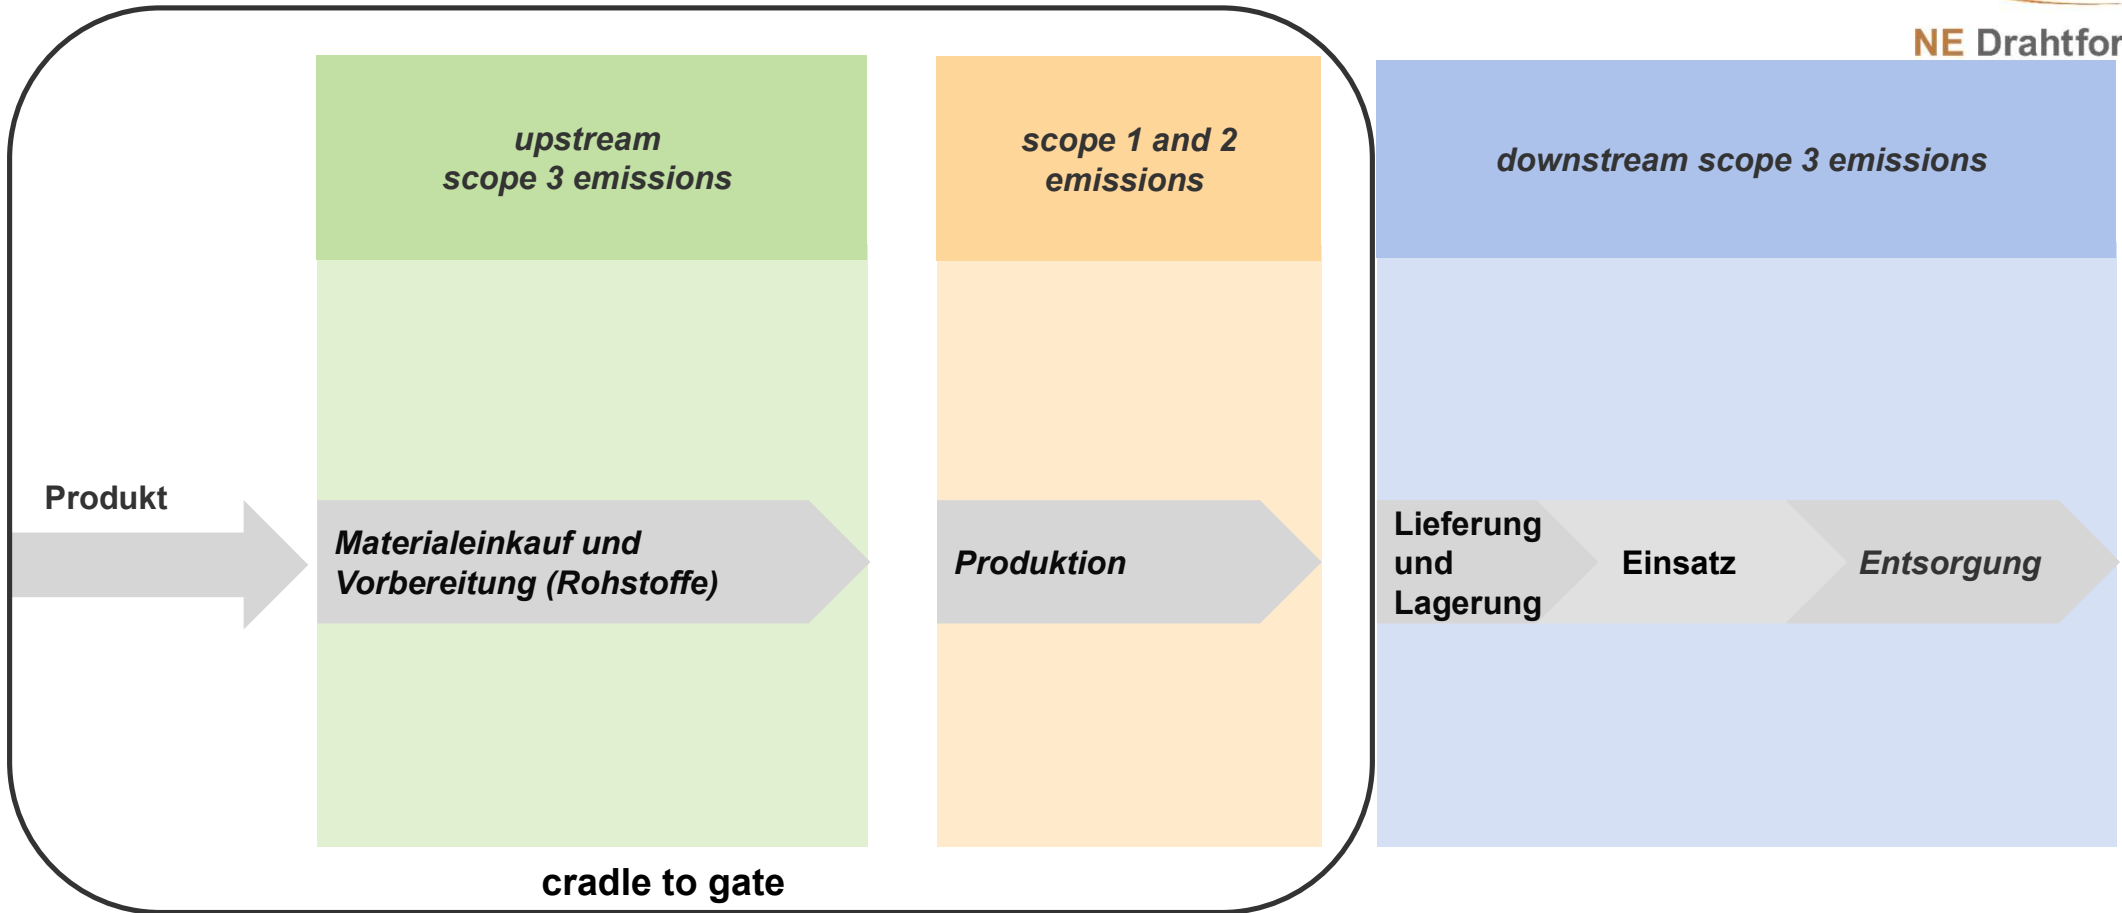 NE Drahtfor
upstream
scope 3 emissions
scope 1 and 2
emissions
downstream scope 3 emissions
Produkt
Materialeinkauf und
Vorbereitung (Rohstoffe)
Produktion
Lieferung
und
Lagerung
Einsatz
Entsorgung
cradle to gate